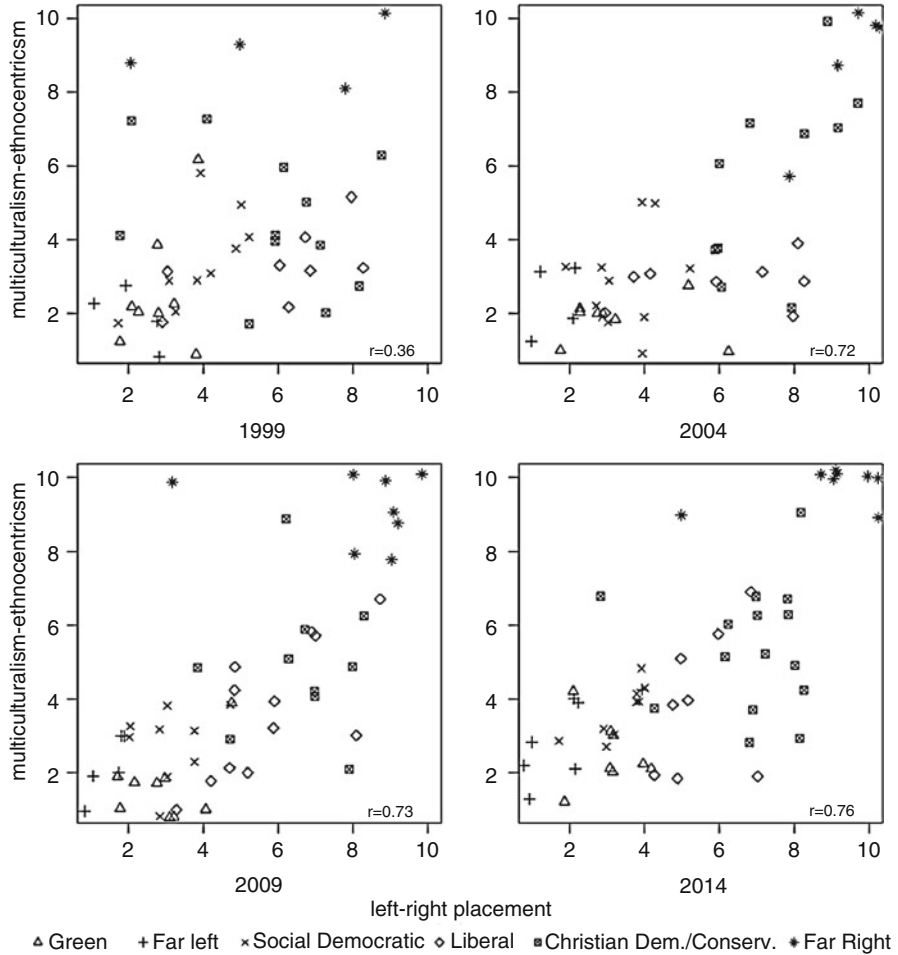 multiculturalism-ethnocentricsm
10
8
6
4
2
r=0.36
2 4 6 8 10
1999
10
8
6
4
2
r=0.72
2 4 6 8 10
2004
multiculturalism-ethnocentricsm
10
8
6
4
2
r=0.73
2 4 6 8 10
2009
10
8
6
4
2
r=0.76
2 4 6 8 10
2014
left-right placement
Green Far left Social Democratic Liberal Christian Dem./Conserv. Far Right